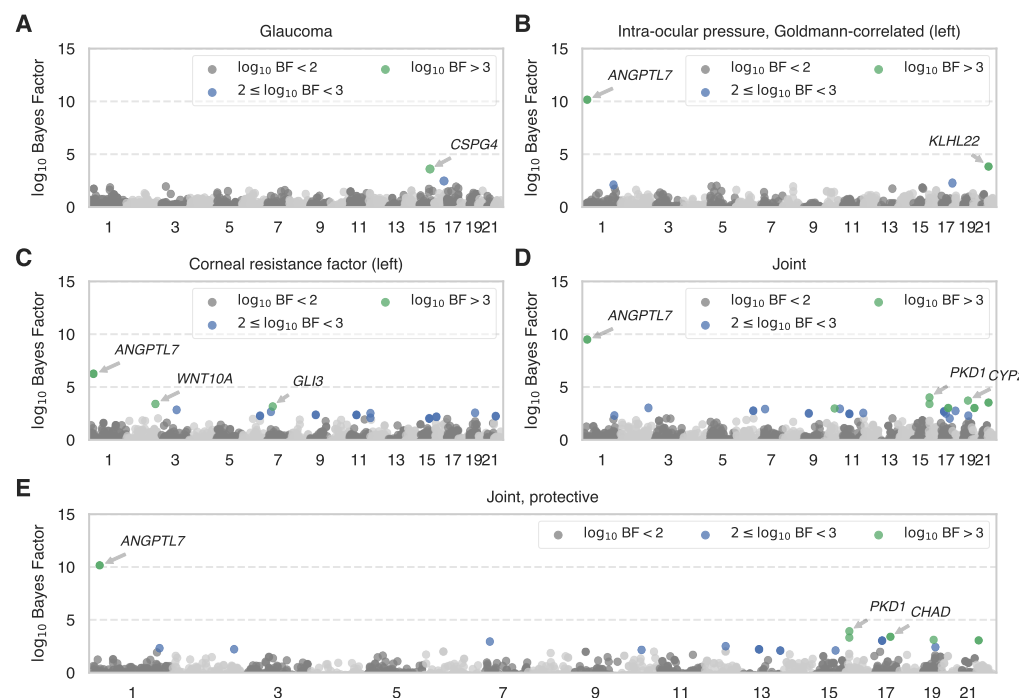 A
Glaucoma
log10 Bayes Factor
15
10
5
0
log10 BF < 2
2 ≤ log10 BF < 3
log10 BF > 3
CSPG4
1 3 5 7 9 11 13 15 17 19 21
B
Intra-ocular pressure, Goldmann-correlated (left)
log10 Bayes Factor
15
10
5
0
log10 BF < 2
2 ≤ log10 BF < 3
log10 BF > 3
ANGPTL7
KLHL22
1 3 5 7 9 11 13 15 17 19 21
C
Corneal resistance factor (left)
log10 Bayes Factor
15
10
5
0
log10 BF < 2
2 ≤ log10 BF < 3
log10 BF > 3
ANGPTL7
WNT10A
GLI3
1 3 5 7 9 11 13 15 17 19 21
D
Joint
log10 Bayes Factor
15
10
5
0
log10 BF < 2
2 ≤ log10 BF < 3
log10 BF > 3
ANGPTL7
PKD1
1 3 5 7 9 11 13 15 17 19 21
E
Joint, protective
log10 Bayes Factor
15
10
5
0
log10 BF < 2
2 ≤ log10 BF < 3
log10 BF > 3
ANGPTL7
PKD1 CHAD
1 3 5 7 9 11 13 15 17 19 21